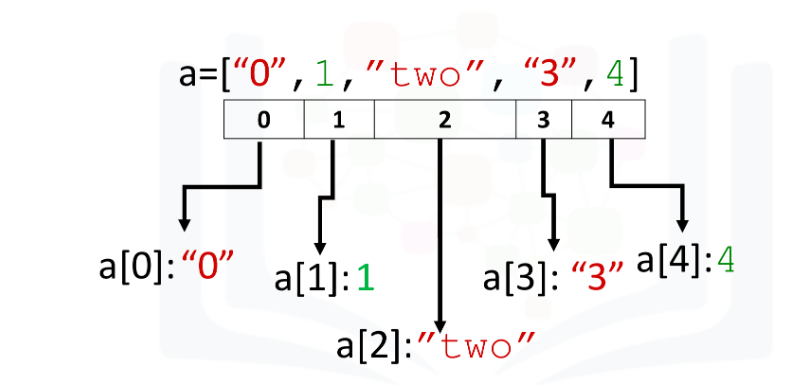 a=[“0”, 1, ”two”, “3”, 4]
0 1 2 3 4
a[0]: “0” a[1]: 1 a[3]: “3” a[4]: 4
a[2]: ”two”